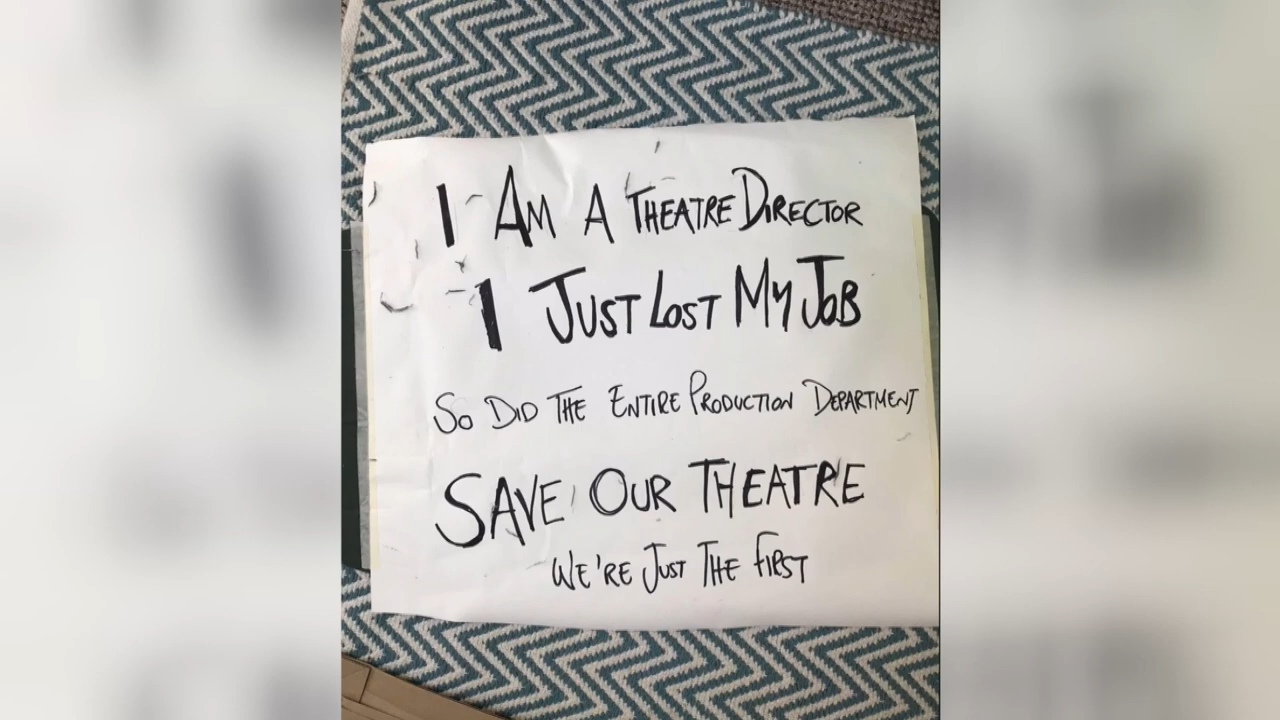 I Am A Theatre Director
I Just Lost My Job
So Did The Entire Production Department
Save Our Theatre
We're Just The First